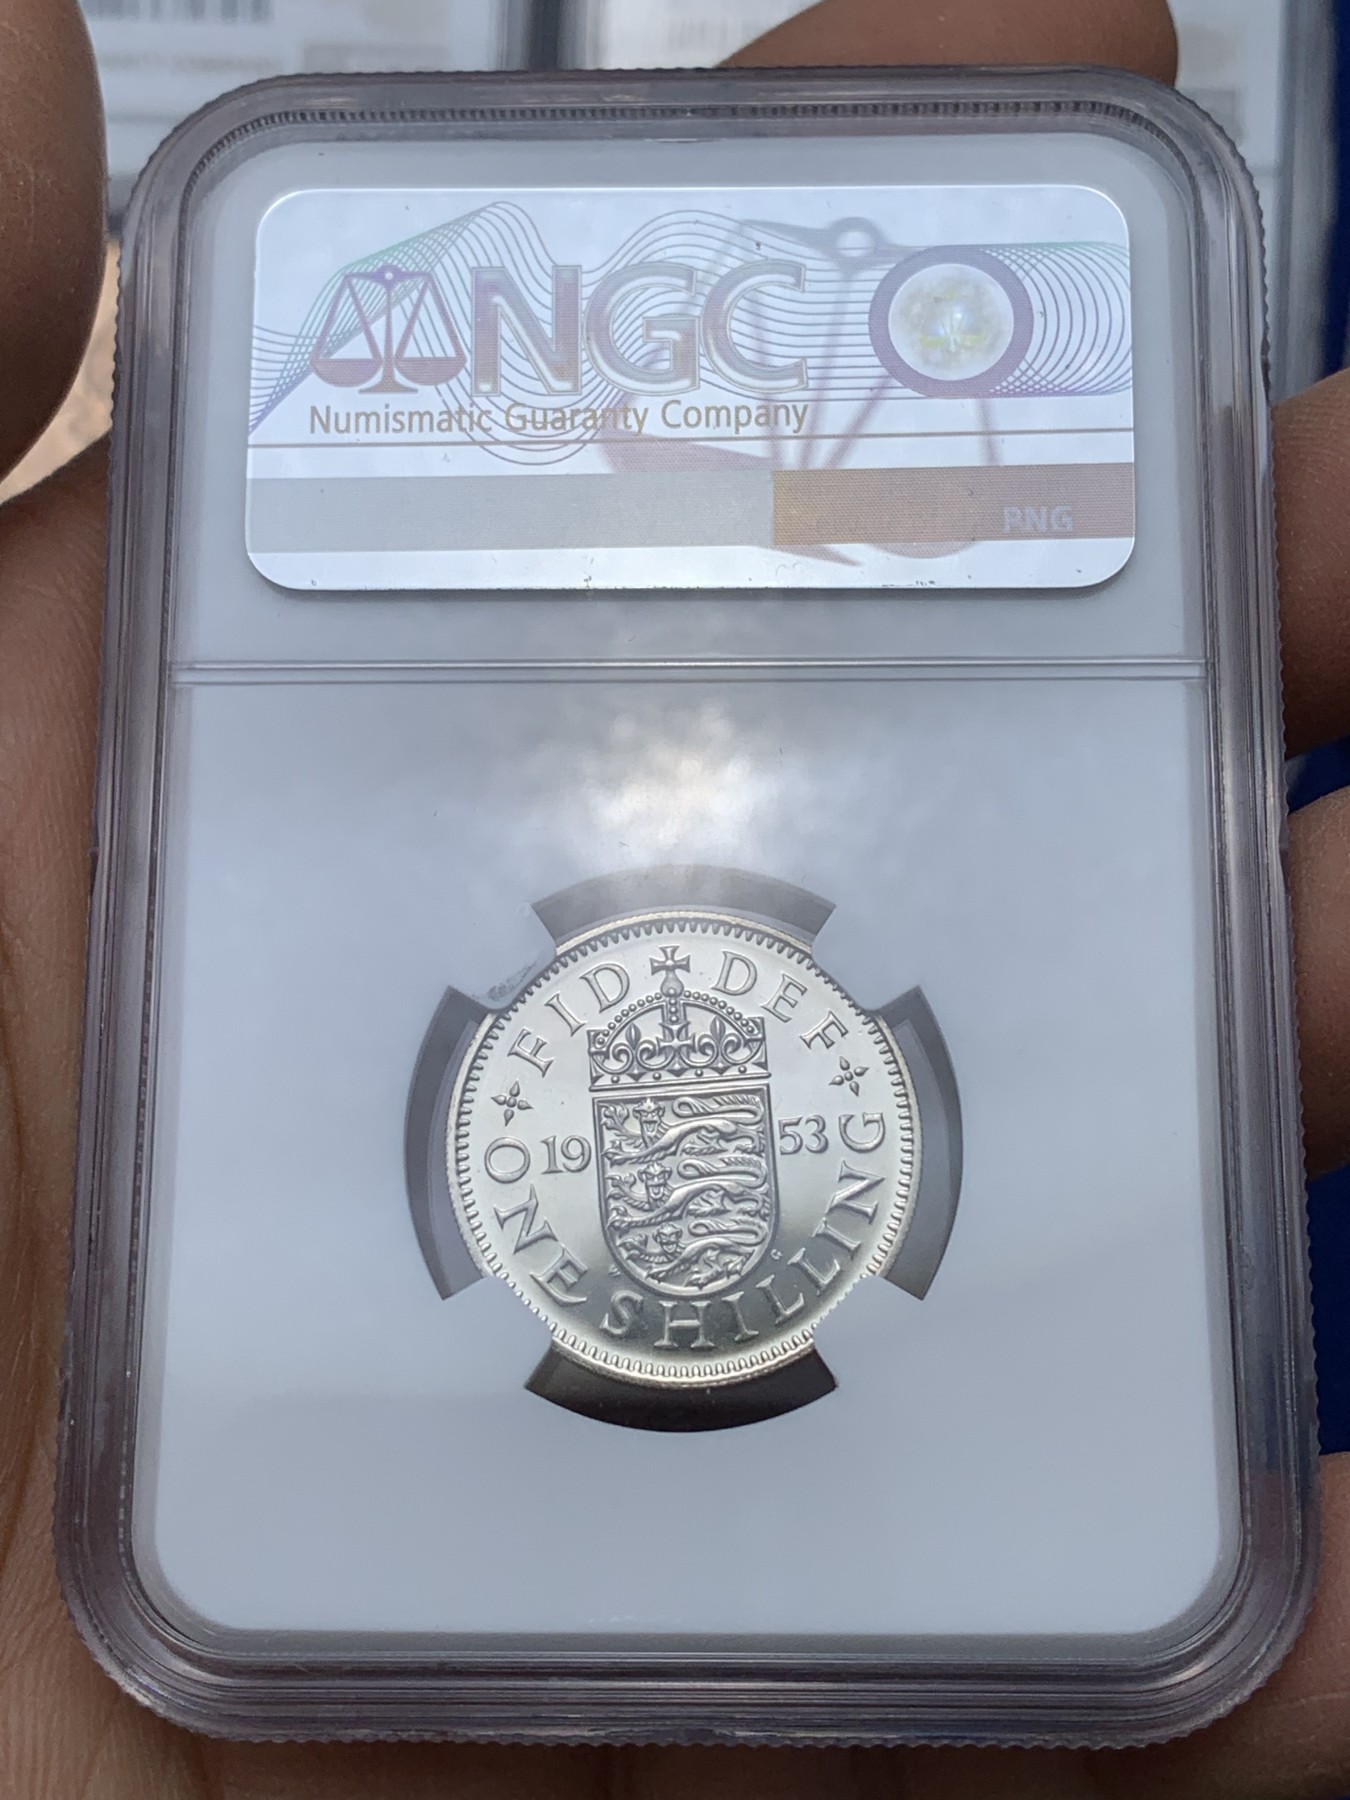 NGC
Numismatic Guaranty Company
PNG
FID DEF
19 53
ONE SHILLING
W G